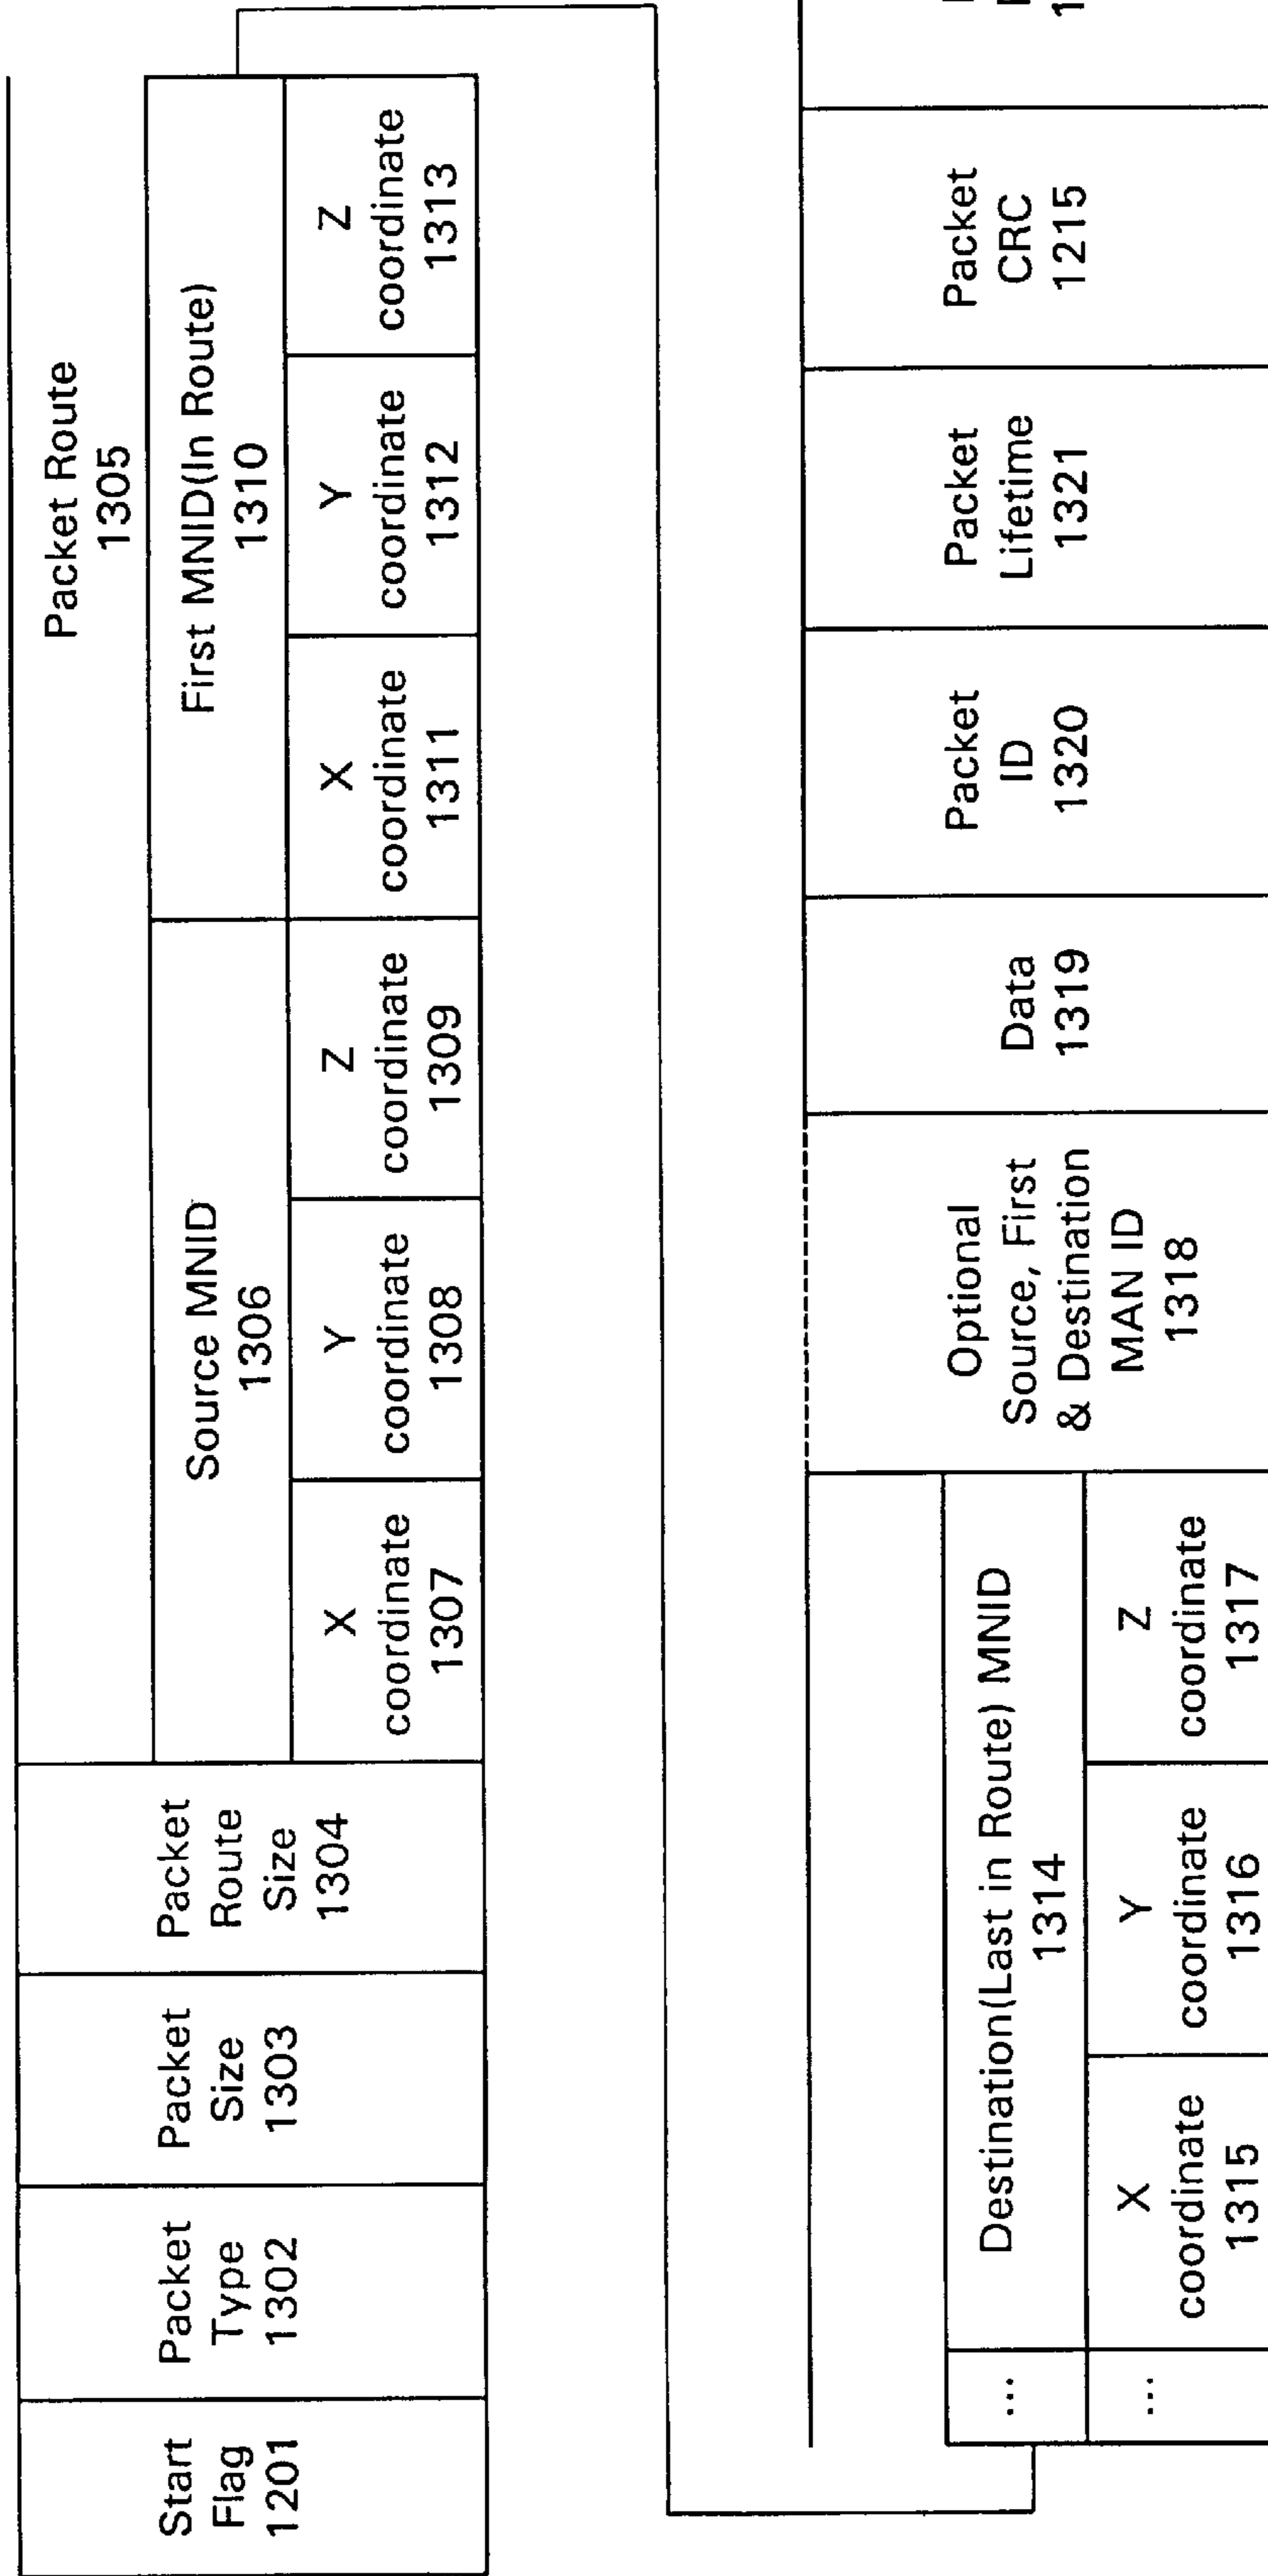 Start
Flag
1201
Packet
Type
1302
Packet
Size
1303
Packet
Route
Size
1304
Packet Route
1305
Source MNID
1306
X
coordinate
1307
Y
coordinate
1308
Z
coordinate
1309
First MNID(In Route)
1310
X
coordinate
1311
Y
coordinate
1312
Z
coordinate
1313
...
...
Destination(Last in Route) MNID
1314
X
coordinate
1315
Y
coordinate
1316
Z
coordinate
1317
Optional
Source, First
& Destination
MAN ID
1318
Data
1319
Packet
ID
1320
Packet
Lifetime
1321
Packet
CRC
1215